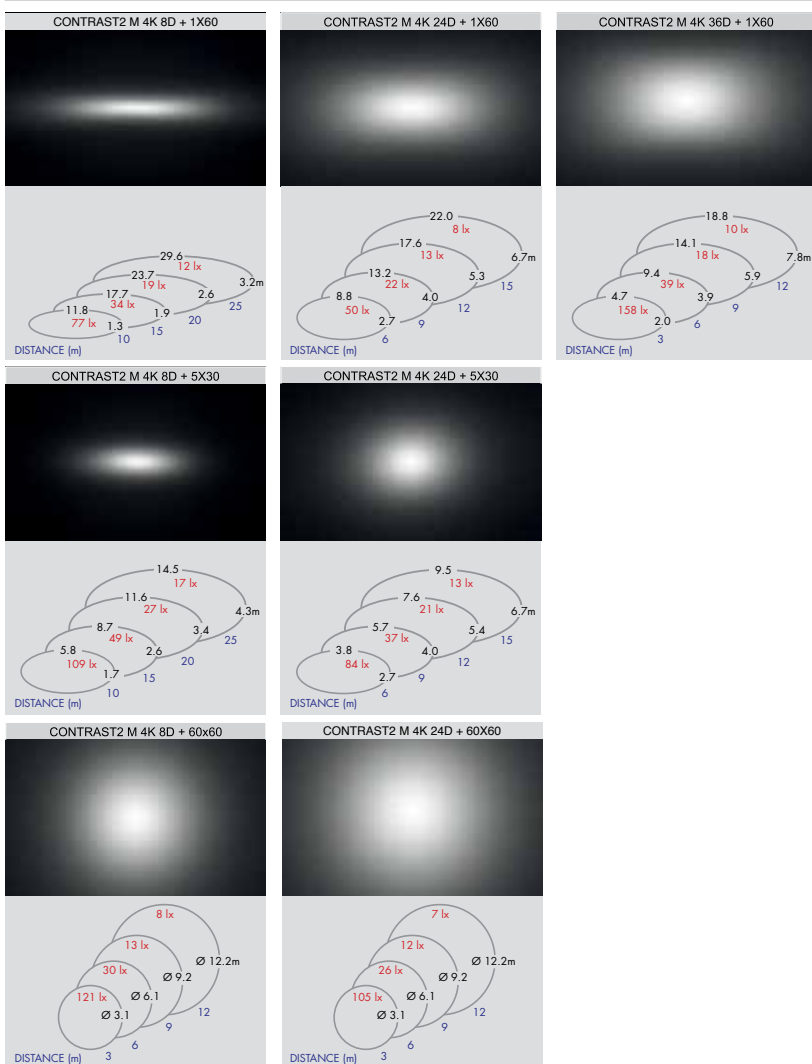 CONTRAST2 M 4K 8D + 1X60
29.6
12 lx
3.2m
23.7
19 lx
2.6
25
17.7
34 lx
1.9
20
11.8
77 lx
1.3
15
10
DISTANCE (m)
CONTRAST2 M 4K 24D + 1X60
22.0
8 lx
6.7m
17.6
13 lx
5.3
15
13.2
22 lx
4.0
12
8.8
50 lx
2.7
9
6
DISTANCE (m)
CONTRAST2 M 4K 36D + 1X60
18.8
10 lx
7.8m
14.1
18 lx
5.9
12
9.4
39 lx
3.9
9
4.7
158 lx
2.0
6
3
DISTANCE (m)
CONTRAST2 M 4K 8D + 5X30
14.5
17 lx
4.3m
11.6
27 lx
3.4
25
8.7
49 lx
2.6
20
5.8
109 lx
1.7
15
10
DISTANCE (m)
CONTRAST2 M 4K 24D + 5X30
9.5
13 lx
6.7m
7.6
21 lx
5.4
15
5.7
37 lx
4.0
12
3.8
84 lx
2.7
9
6
DISTANCE (m)
CONTRAST2 M 4K 8D + 60x60
8 lx
Ø 12.2m
13 lx
Ø 9.2
12
30 lx
Ø 6.1
9
121 lx
Ø 3.1
6
3
DISTANCE (m)
CONTRAST2 M 4K 24D + 60X60
7 lx
Ø 12.2m
12 lx
Ø 9.2
12
26 lx
Ø 6.1
9
105 lx
Ø 3.1
6
3
DISTANCE (m)